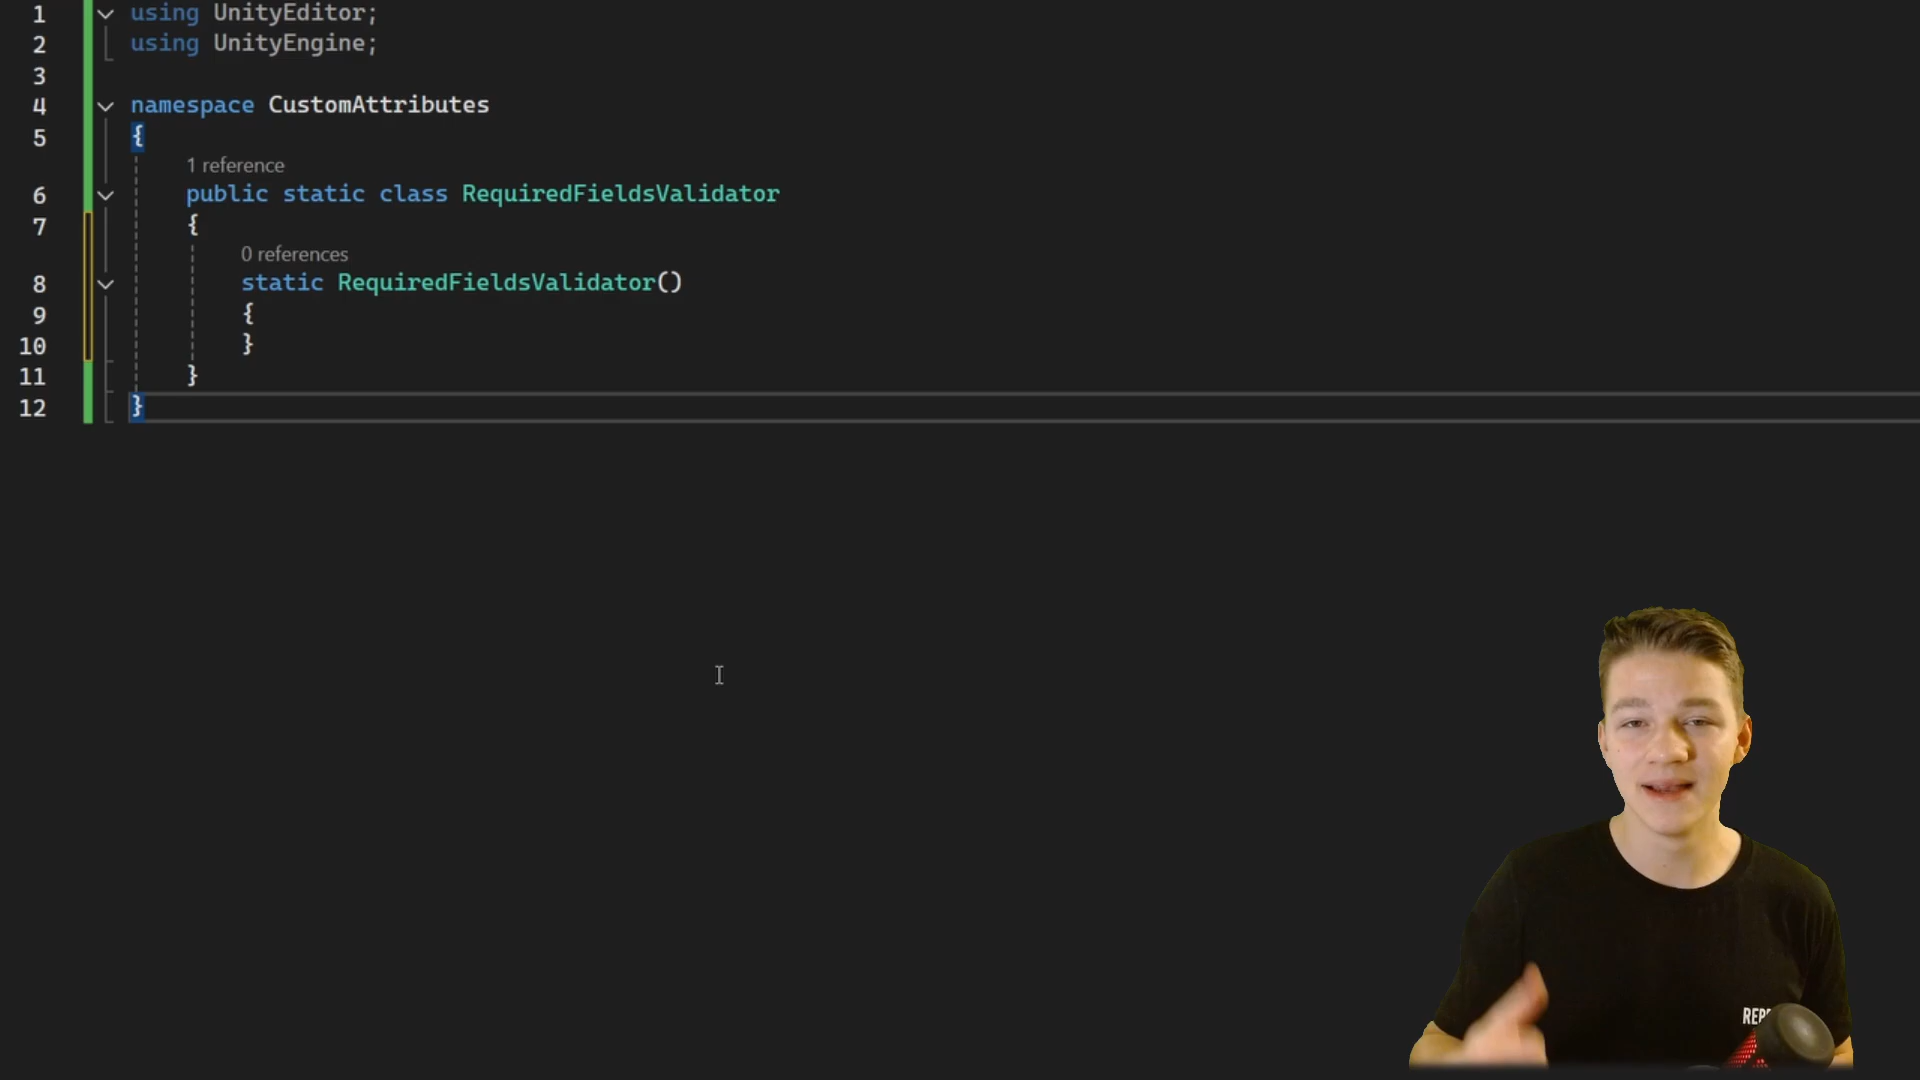 1 using UnityEditor;
2 using UnityEngine;
3
4 namespace CustomAttributes
5 {
1 reference
6 public static class RequiredFieldsValidator
7 {
0 references
8 static RequiredFieldsValidator()
9 {
10 }
11 }
12 }